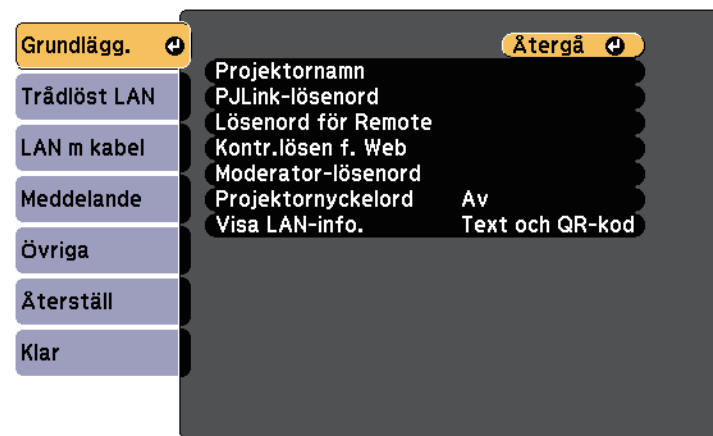 Grundlägg.
Återgå
Projektornamn
Trådlöst LAN
PJLink-lösenord
Lösenord för Remote
LAN m kabel
Kontr.lösen f. Web
Moderator-lösenord
Meddelande
Projektornyckelord Av
Visa LAN-info. Text och QR-kod
Övriga
Återställ
Klar